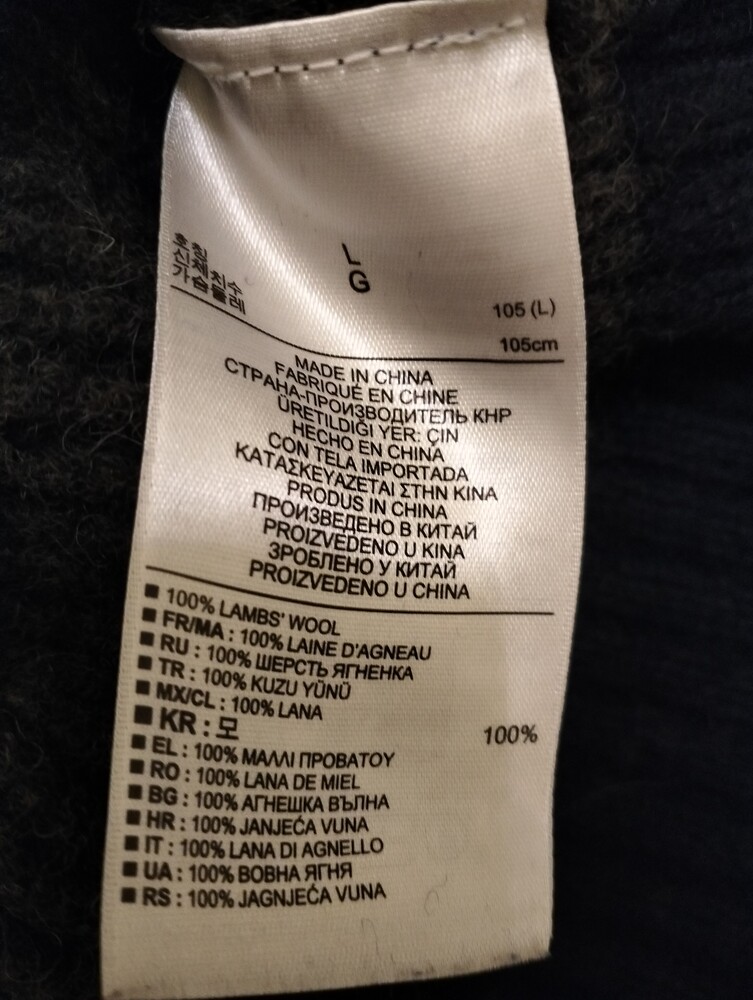 호칭
신체치수
가슴둘레
L
G
105 (L)
105cm
MADE IN CHINA
FABRIQUÉ EN CHINE
СТРАНА-ПРОИЗВОДИТЕЛЬ КНР
ÜRETILDIĞI YER: ÇIN
HECHO EN CHINA
CON TELA IMPORTADA
ΚΑΤΑΣΚΕΥΑΖΕΤΑΙ ΣΤΗΝ ΚΙΝΑ
PRODUS IN CHINA
ПРОИЗВЕДЕНО В КИТАЙ
PROIZVEDENO U KINA
ЗРОБЛЕНО У КИТАЙ
PROIZVEDENO U CHINA
■ 100% LAMBS' WOOL
■ FR/MA : 100% LAINE D'AGNEAU
■ RU : 100% ШЕРСТЬ ЯГНЕНКА
■ TR : 100% KUZU YÜNÜ
■ MX/CL : 100% LANA
■ KR : 모 100%
■ EL : 100% ΜΑΛΛΙ ΠΡΟΒΑΤΟΥ
■ RO : 100% LANA DE MIEL
■ BG : 100% АГНЕШКА ВЪЛНА
■ HR : 100% JANJEĆA VUNA
■ IT : 100% LANA DI AGNELLO
■ UA : 100% ВОВНА ЯГНЯ
■ RS : 100% JAGNJEĆA VUNA